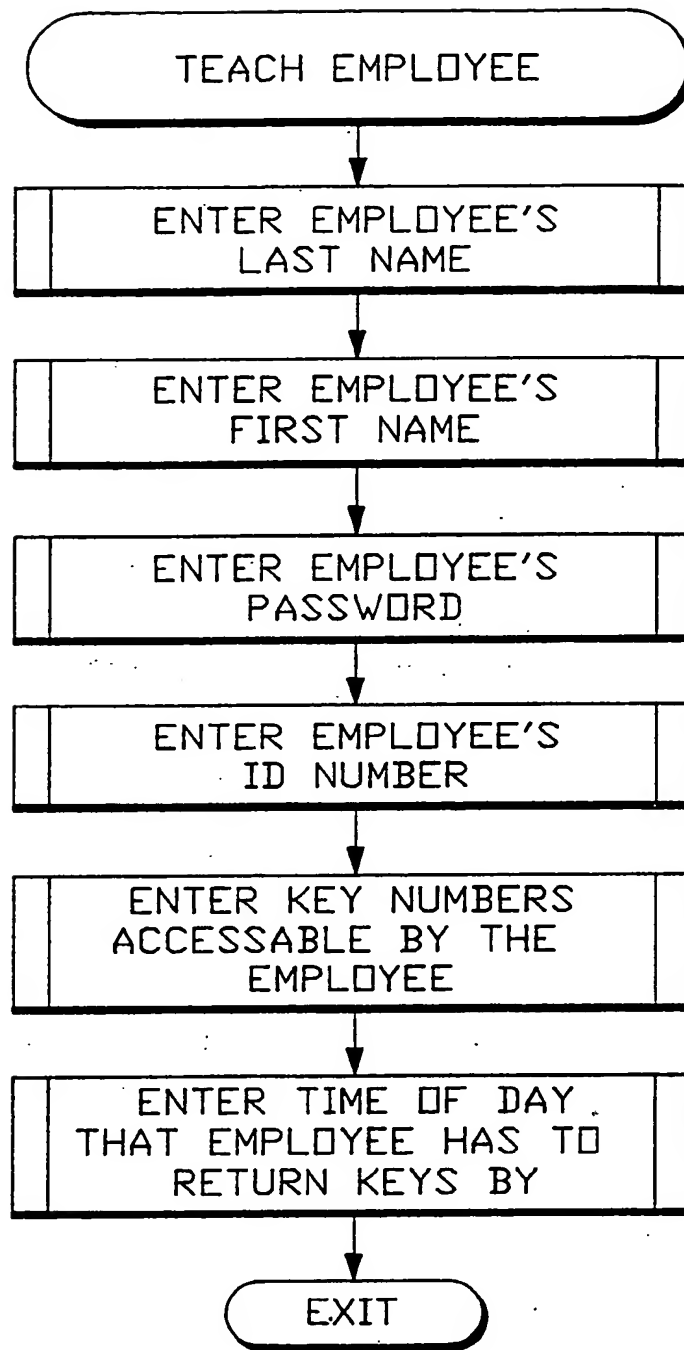 TEACH EMPLOYEE
ENTER EMPLOYEE'S
LAST NAME
ENTER EMPLOYEE'S
FIRST NAME
ENTER EMPLOYEE'S
PASSWORD
ENTER EMPLOYEE'S
ID NUMBER
ENTER KEY NUMBERS
ACCESSABLE BY THE
EMPLOYEE
ENTER TIME OF DAY
THAT EMPLOYEE HAS TO
RETURN KEYS BY
EXIT